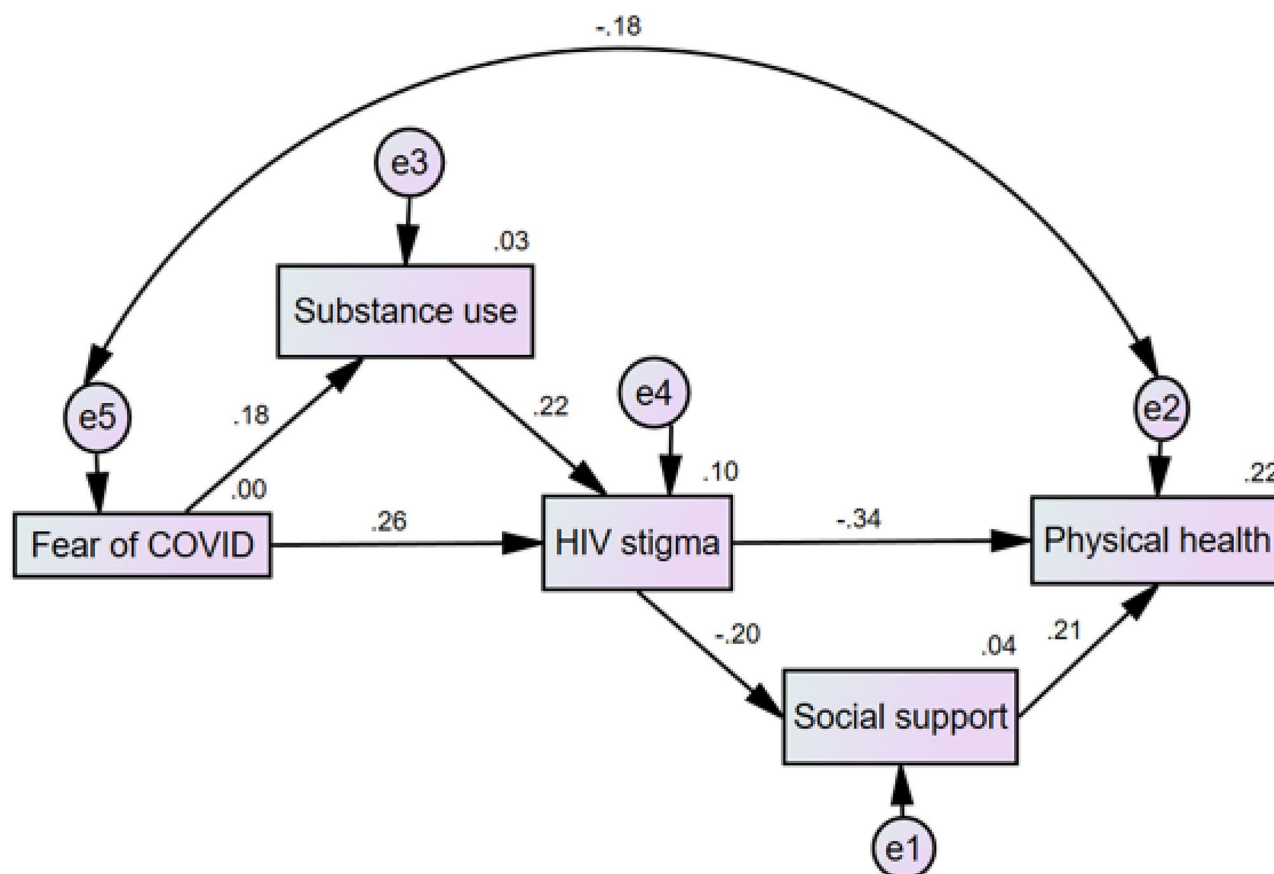 -.18
e3
.03
Substance use
e4
e5
e2
.18
.22
.00
.10
.22
Fear of COVID
.26
HIV stigma
-.34
Physical health
-.20
.04
.21
Social support
e1